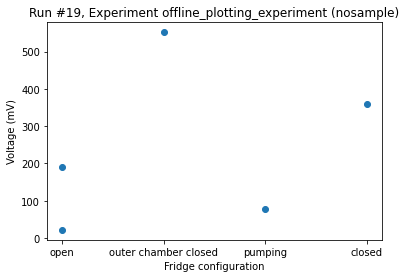 Run #19, Experiment offline_plotting_experiment (nosample)
Voltage (mV)
500
400
300
200
100
0
open outer chamber closed pumping closed
Fridge configuration